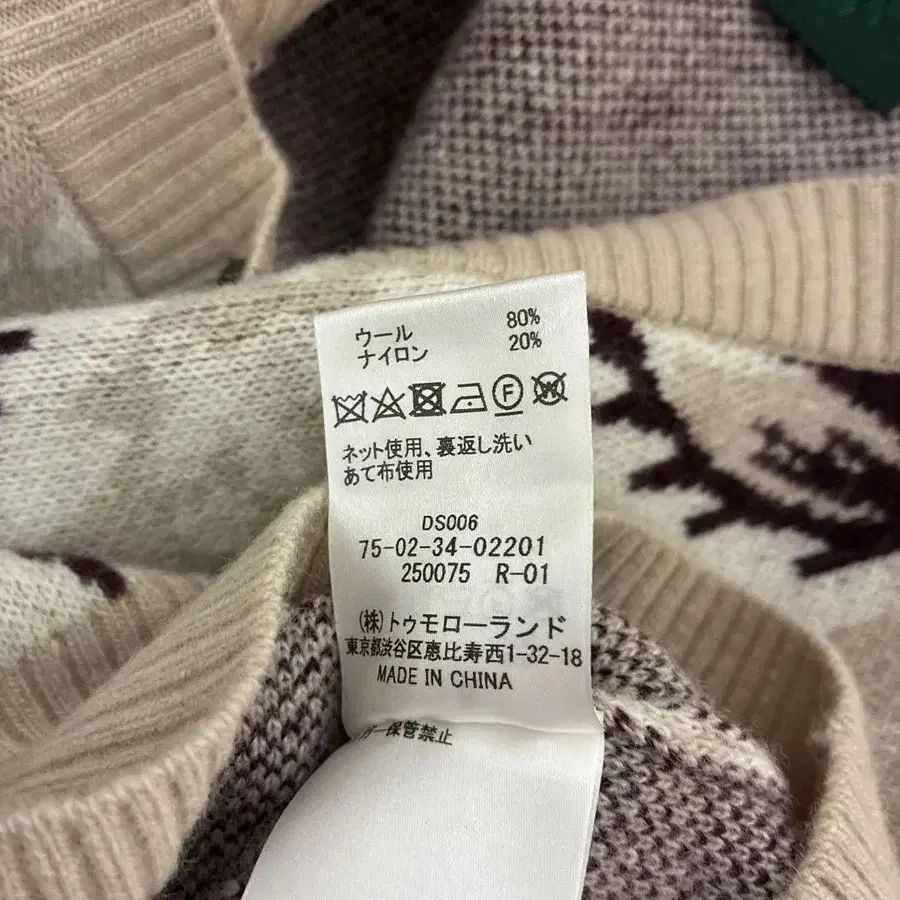 ウール 80%
ナイロン 20%
F W
ネット使用、裏返し洗い
あて布使用
DS006
75-02-34-02201
250075 R-01
(株)トゥモローランド
東京都渋谷区恵比寿西1-32-18
MADE IN CHINA
ー保管禁止